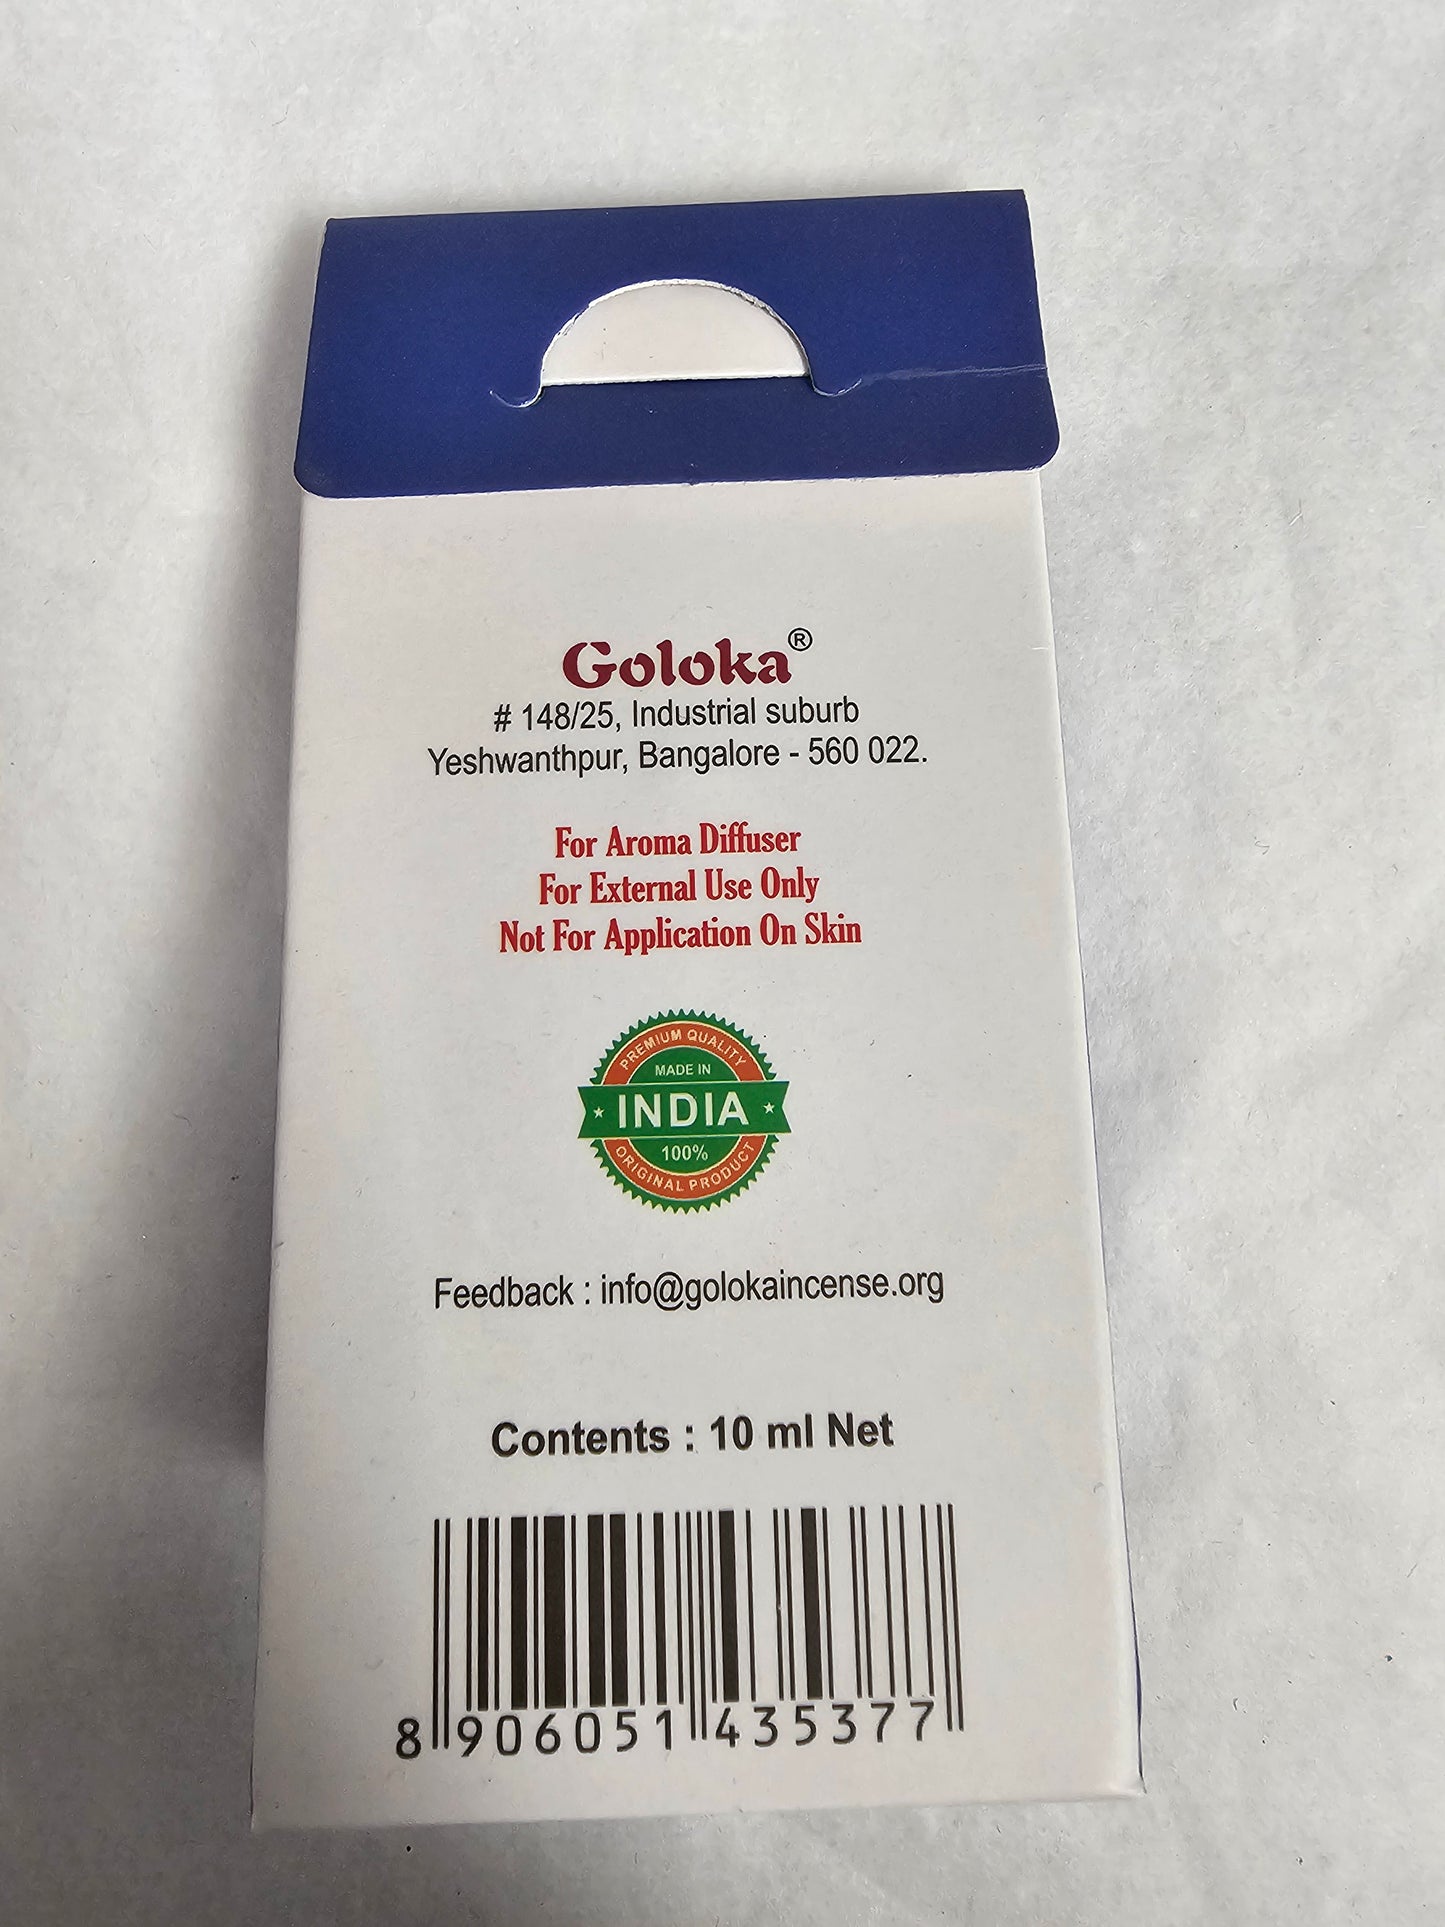 Goloka®
# 148/25, Industrial suburb
Yeshwanthpur, Bangalore - 560 022.
For Aroma Diffuser
For External Use Only
Not For Application On Skin
PREMIUM QUALITY
MADE IN
INDIA
100%
ORIGINAL PRODUCT
Feedback : info@golokaincense.org
Contents : 10 ml Net
8 906051 435377